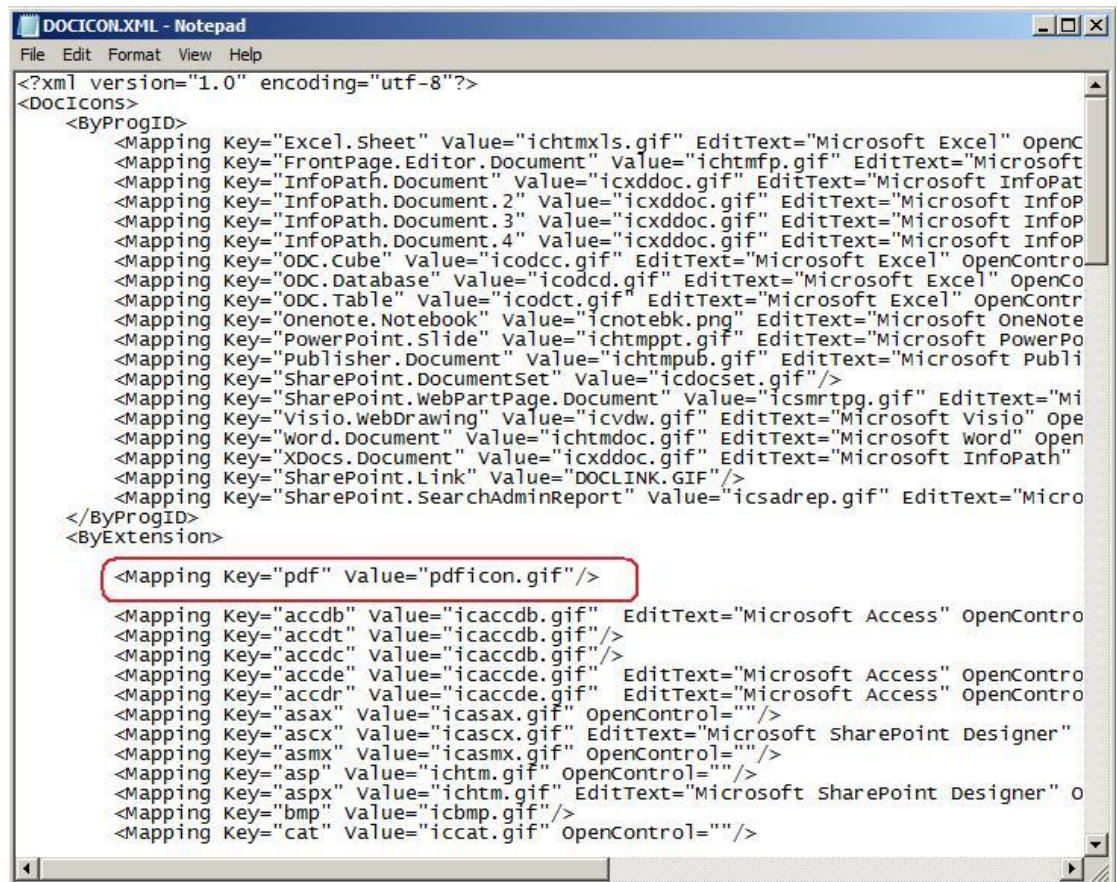 DOCICON.XML - Notepad
File Edit Format View Help
<?xml version="1.0" encoding="utf-8"?>
<DocIcons>
<ByProgID>
<Mapping Key="Excel.Sheet" Value="ichtmxls.gif" EditText="Microsoft Excel" OpenC
<Mapping Key="FrontPage.Editor.Document" Value="ichtmfp.gif" EditText="Microsoft
<Mapping Key="InfoPath.Document" Value="icxddoc.gif" EditText="Microsoft InfoPat
<Mapping Key="InfoPath.Document.2" Value="icxddoc.gif" EditText="Microsoft InfoP
<Mapping Key="InfoPath.Document.3" Value="icxddoc.gif" EditText="Microsoft InfoP
<Mapping Key="InfoPath.Document.4" Value="icxddoc.gif" EditText="Microsoft InfoP
<Mapping Key="ODC.Cube" Value="icodcc.gif" EditText="Microsoft Excel" OpenContro
<Mapping Key="ODC.Database" Value="icodcd.gif" EditText="Microsoft Excel" OpenCo
<Mapping Key="ODC.Table" Value="icodct.gif" EditText="Microsoft Excel" OpenContr
<Mapping Key="Onenote.Notebook" Value="icnotebk.png" EditText="Microsoft OneNote
<Mapping Key="PowerPoint.Slide" Value="ichtmppt.gif" EditText="Microsoft PowerPo
<Mapping Key="Publisher.Document" Value="ichtmpub.gif" EditText="Microsoft Publi
<Mapping Key="SharePoint.DocumentSet" Value="icdocset.gif"/>
<Mapping Key="SharePoint.WebPartPage.Document" Value="icsmrtpg.gif" EditText="Mi
<Mapping Key="Visio.WebDrawing" Value="icvdw.gif" EditText="Microsoft Visio" Ope
<Mapping Key="Word.Document" Value="ichtmdoc.gif" EditText="Microsoft Word" Open
<Mapping Key="XDocs.Document" Value="icxddoc.gif" EditText="Microsoft InfoPath"
<Mapping Key="SharePoint.Link" Value="DOCLINK.GIF"/>
<Mapping Key="SharePoint.SearchAdminReport" Value="icsadrep.gif" EditText="Micro
</ByProgID>
<ByExtension>
<Mapping Key="pdf" Value="pdficon.gif"/>
<Mapping Key="accdb" Value="icaccdb.gif" EditText="Microsoft Access" OpenContro
<Mapping Key="accdt" Value="icaccdb.gif"/>
<Mapping Key="accdc" Value="icaccdb.gif"/>
<Mapping Key="accde" Value="icaccde.gif" EditText="Microsoft Access" OpenContro
<Mapping Key="accdr" Value="icaccde.gif" EditText="Microsoft Access" OpenContro
<Mapping Key="asax" Value="icasax.gif" OpenControl=""/>
<Mapping Key="ascx" Value="icascx.gif" EditText="Microsoft SharePoint Designer"
<Mapping Key="asmx" Value="icasmx.gif" OpenControl=""/>
<Mapping Key="asp" Value="ichtm.gif" OpenControl=""/>
<Mapping Key="aspx" Value="ichtm.gif" EditText="Microsoft SharePoint Designer" O
<Mapping Key="bmp" Value="icbmp.gif"/>
<Mapping Key="cat" Value="iccat.gif" OpenControl=""/>